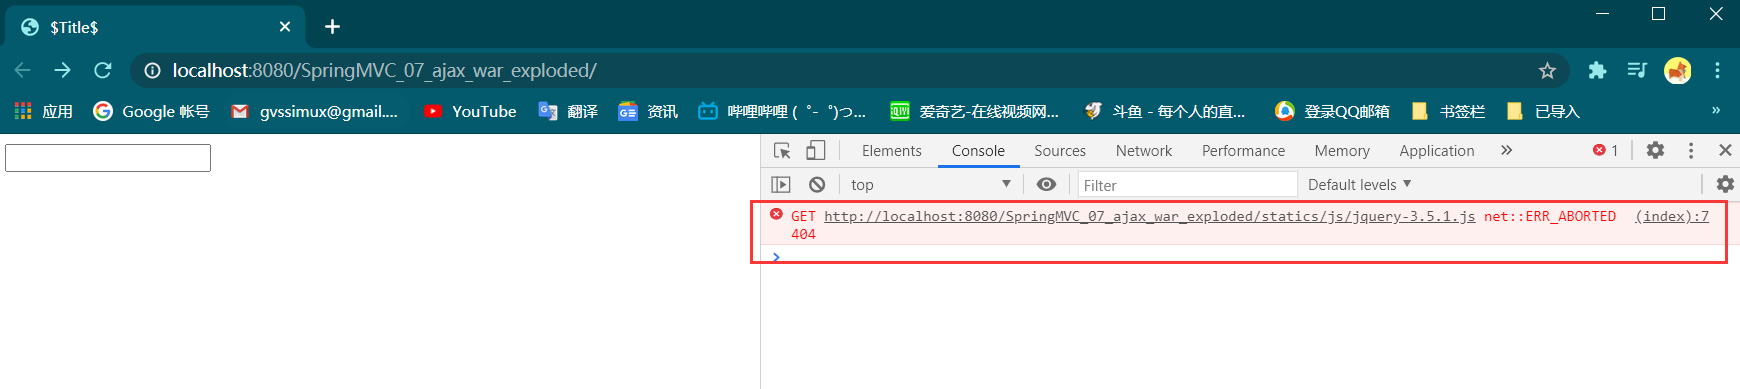 $Title$
localhost:8080/SpringMVC_07_ajax_war_exploded/
应用 Google 帐号 gvssimux@gmail.... YouTube 翻译 资讯 哔哩哔哩 ( ゜- ゜)つ... 爱奇艺-在线视频网... 斗鱼 - 每个人的直... 登录QQ邮箱 书签栏 已导入 »
Elements Console Sources Network Performance Memory Application » 1
top Filter Default levels
GET http://localhost:8080/SpringMVC_07_ajax_war_exploded/statics/js/jquery-3.5.1.js net::ERR_ABORTED (index):7
404